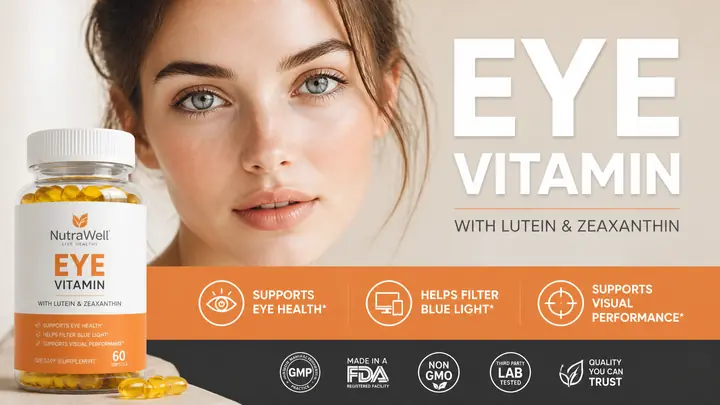 EYE
VITAMIN
WITH LUTEIN & ZEAXANTHIN
NutraWell
LIVE HEALTHY
EYE
VITAMIN
WITH LUTEIN & ZEAXANTHIN
SUPPORTS EYE HEALTH*
HELPS FILTER BLUE LIGHT*
SUPPORTS VISUAL PERFORMANCE*
60
SUPPORTS
EYE HEALTH*
HELPS FILTER
BLUE LIGHT*
SUPPORTS
VISUAL
PERFORMANCE*
GMP
MADE IN A
FDA
REGISTERED FACILITY
NON
GMO
THIRD PARTY
LAB
TESTED
QUALITY
YOU CAN
TRUST